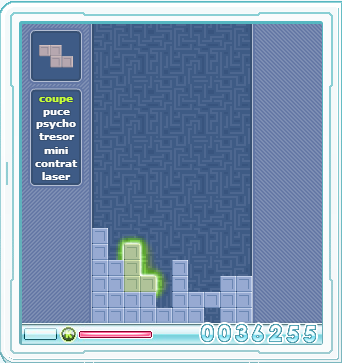 coupe
puce
psycho
tresor
mini
contrat
laser
0036255